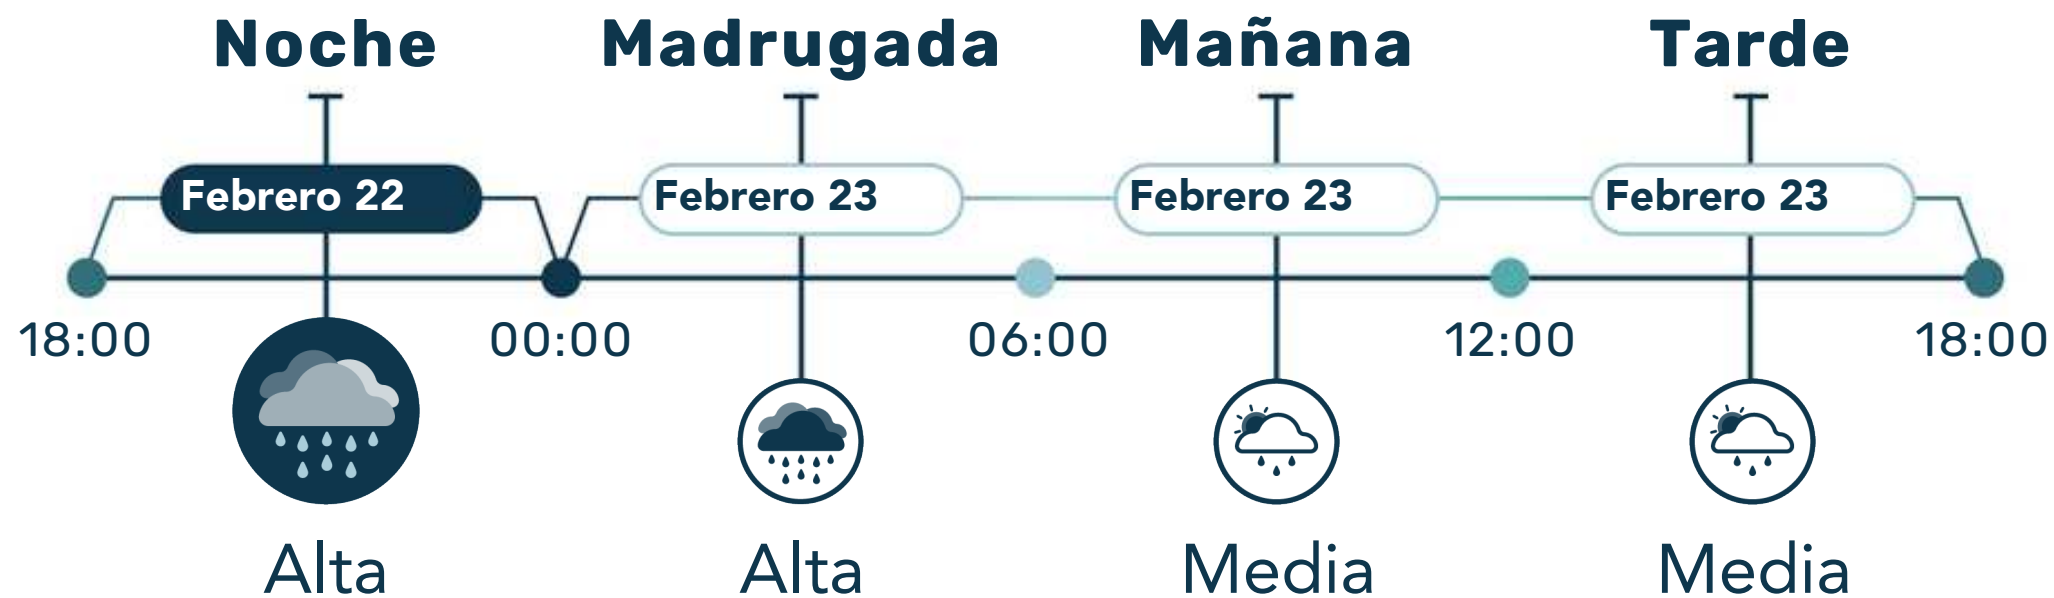 Noche Madrugada Mañana Tarde
Febrero 22 Febrero 23 Febrero 23 Febrero 23
18:00 00:00 06:00 12:00 18:00
Alta Alta Media Media